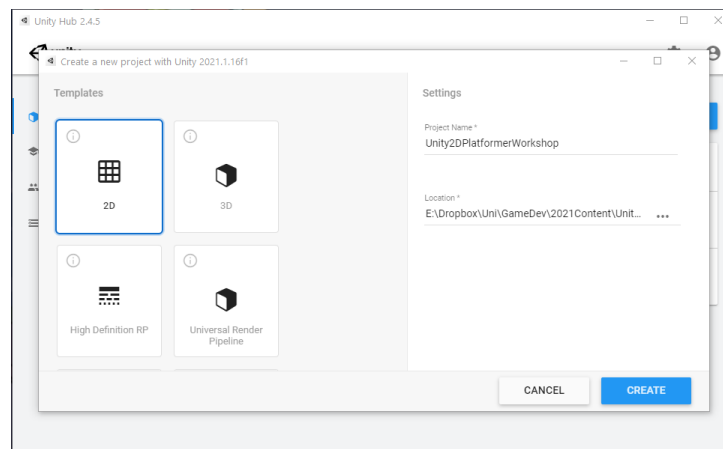 Unity Hub 2.4.5
Create a new project with Unity 2021.1.16f1
Templates
Settings
2D
3D
High Definition RP
Universal Render
Pipeline
Project Name *
Unity2DPlatformerWorkshop
Location *
E:\Dropbox\Uni\GameDev\2021Content\Unit...
CANCEL
CREATE